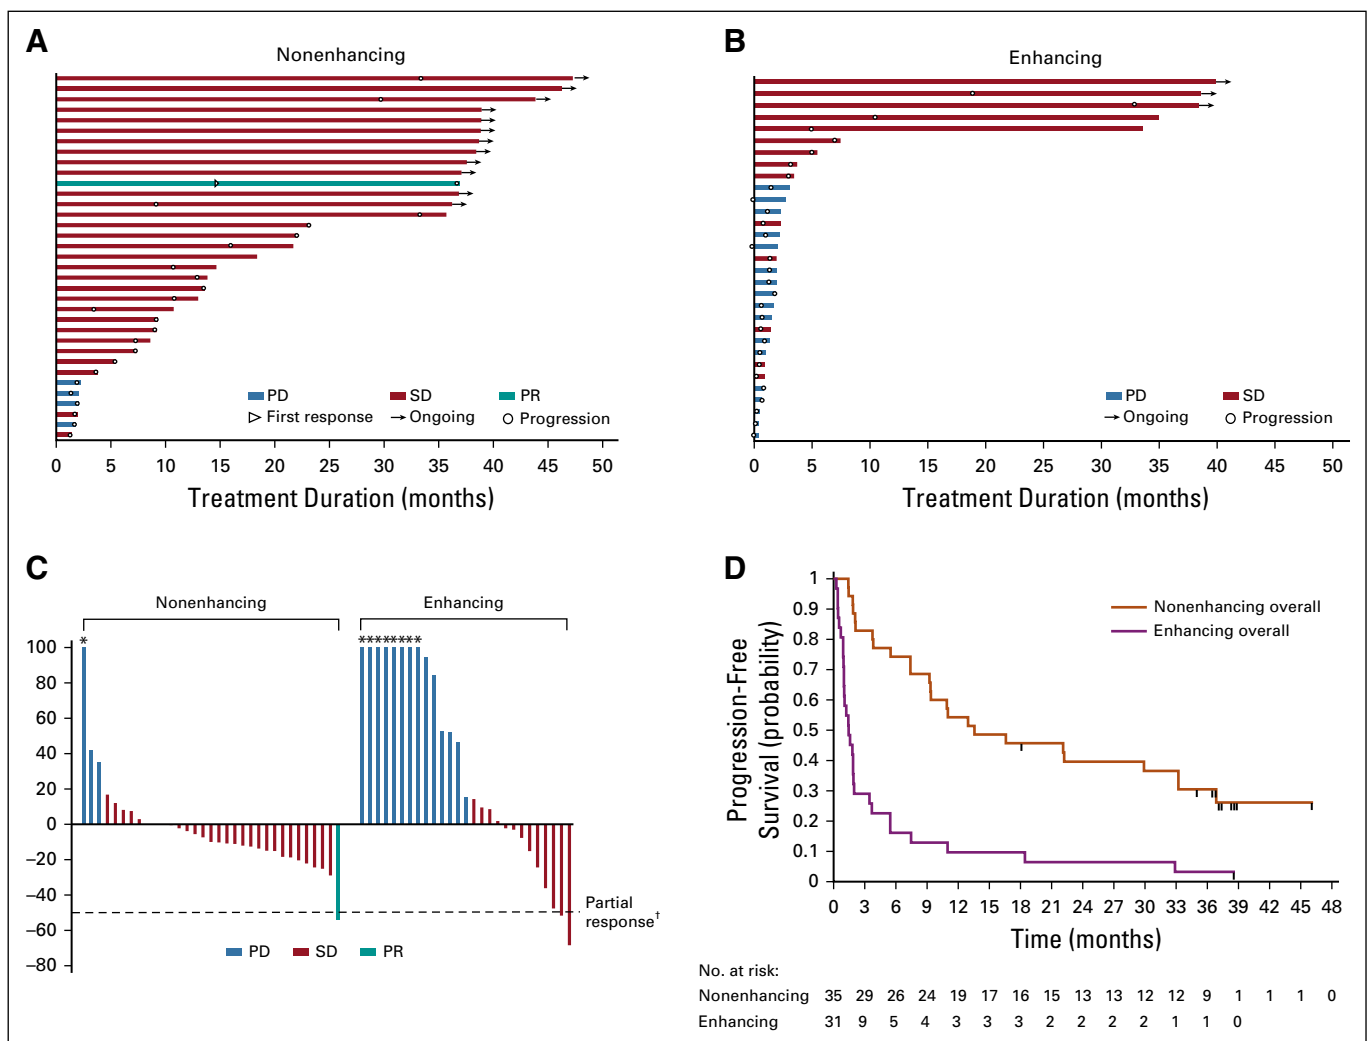 A
Nonenhancing
PD SD PR
First response Ongoing Progression
0 5 10 15 20 25 30 35 40 45 50
Treatment Duration (months)
B
Enhancing
PD SD
Ongoing Progression
0 5 10 15 20 25 30 35 40 45 50
Treatment Duration (months)
C
Nonenhancing Enhancing
* ********
100
80
60
40
20
0
–20
–40
–60
–80
Partial
response†
PD SD PR
D
Progression-Free
Survival (probability)
1
0.9
0.8
0.7
0.6
0.5
0.4
0.3
0.2
0.1
0
Nonenhancing overall
Enhancing overall
0 3 6 9 12 15 18 21 24 27 30 33 36 39 42 45 48
Time (months)
No. at risk:
Nonenhancing 35 29 26 24 19 17 16 15 13 13 12 12 9 1 1 1 0
Enhancing 31 9 5 4 3 3 3 2 2 2 2 1 1 0